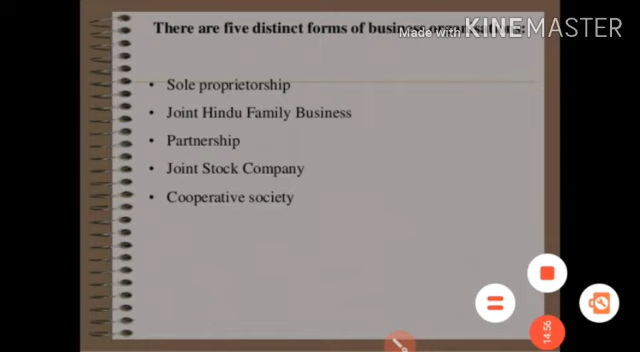 There are five distinct forms of business
Made with KINEMASTER
Sole proprietorship
Joint Hindu Family Business
Partnership
Joint Stock Company
Cooperative society
14:56